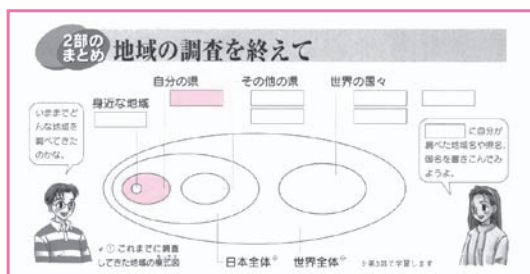 2部の
まとめ
地域の調査を終えて
自分の県
その他の県
世界の国々
身近な地域
いままでど
んな地域を
調べてきた
のかな。
に自分が
調べた地域名や県名,
国名を書きこんでみ
ようよ。
① これまでに調査
してきた地域の模式図
日本全体
世界全体
第3部で学習します